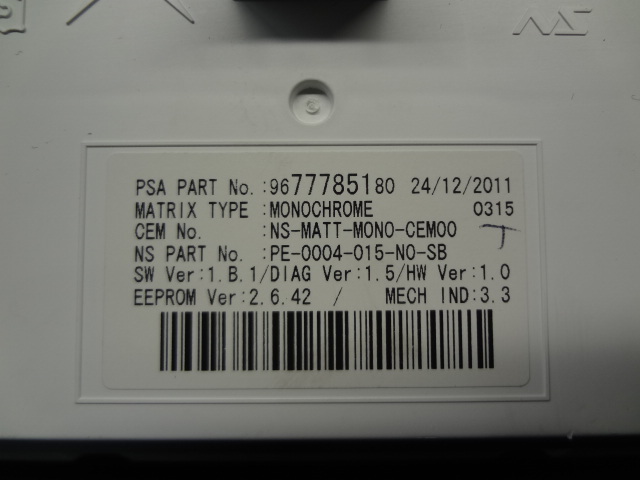 NS
S
PSA PART No. :9677785180 24/12/2011
MATRIX TYPE :MONOCHROME 0315
CEM No. :NS-MATT-MONO-CEM00 T
NS PART No. :PE-0004-015-NO-SB
SW Ver:1.B.1/DIAG Ver:1.5/HW Ver:1.0
EEPROM Ver:2.6.42 / MECH IND:3.3